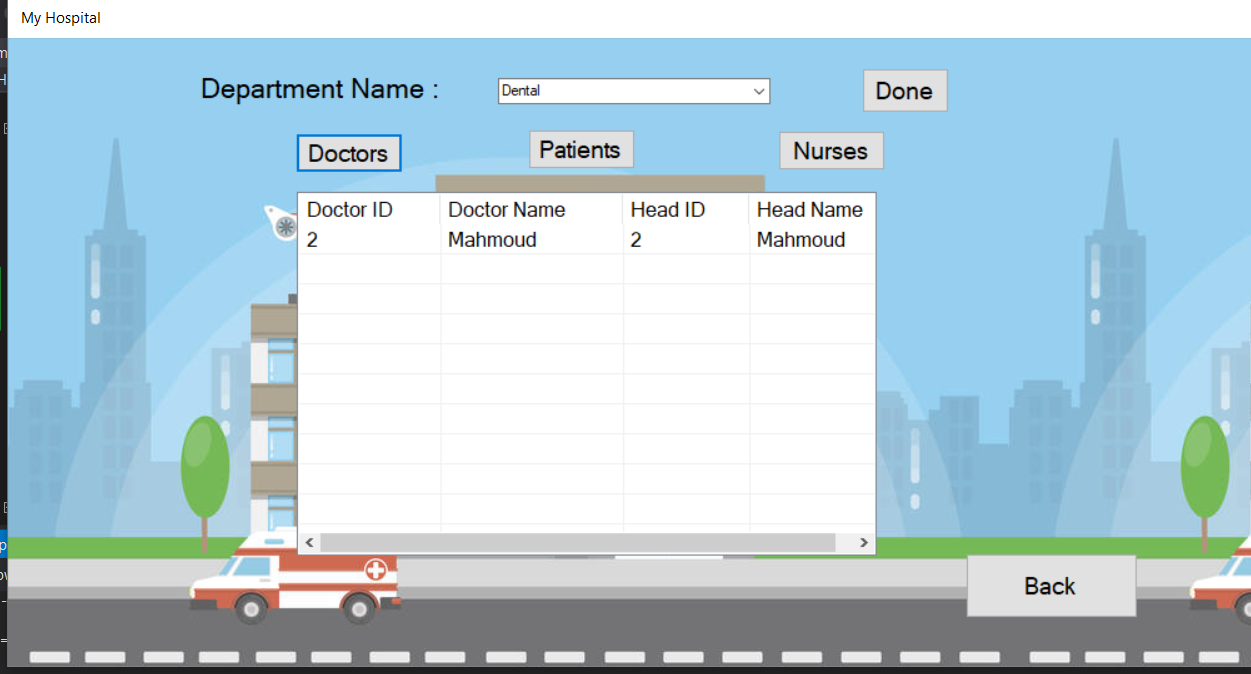 My Hospital
Department Name : Dental Done
Doctors Patients Nurses
Doctor ID Doctor Name Head ID Head Name
2 Mahmoud 2 Mahmoud
Back